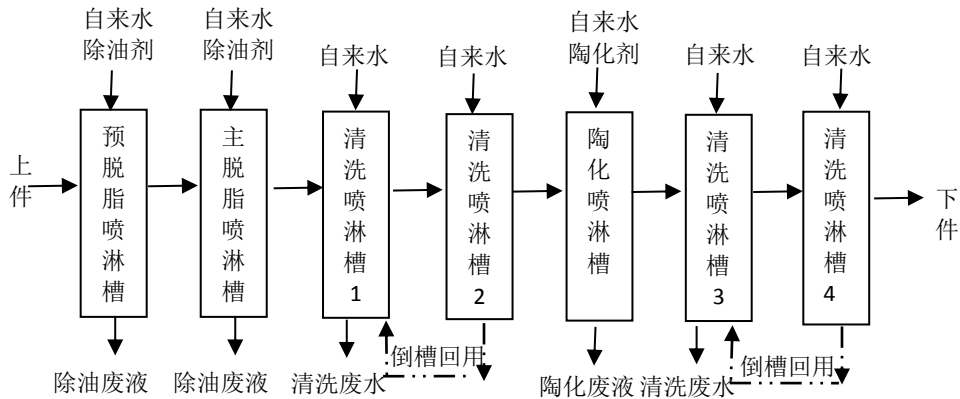 自来水
除油剂
自来水
除油剂
自来水
自来水
自来水
陶化剂
自来水
自来水
上件
预脱脂喷淋槽
主脱脂喷淋槽
清洗喷淋槽1
清洗喷淋槽2
陶化喷淋槽
清洗喷淋槽3
清洗喷淋槽4
下件
除油废液
除油废液
清洗废水
倒槽回用
陶化废液
清洗废水
倒槽回用